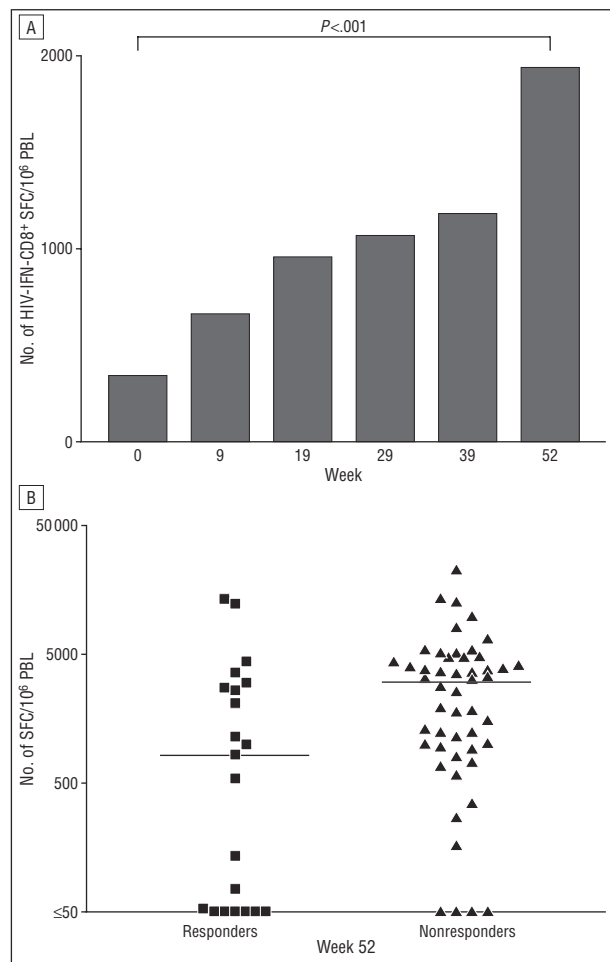 A
P<.001
2000
1000
0
No. of HIV-IFN-CD8+ SFC/10⁶ PBL
0 9 19 29 39 52
Week
B
50 000
5000
500
≤50
No. of SFC/10⁶ PBL
Responders Nonresponders
Week 52